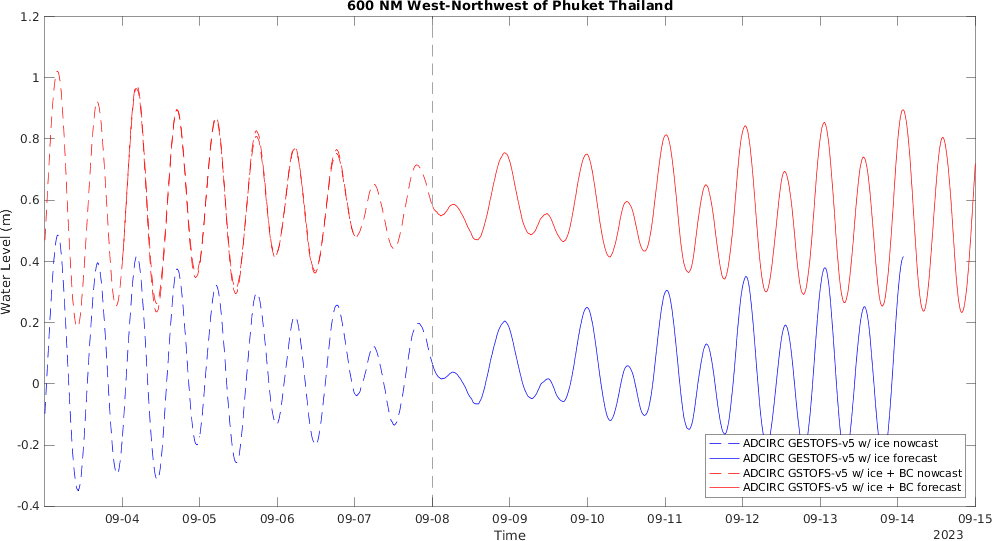 600 NM West-Northwest of Phuket Thailand
1.2
1
0.8
0.6
0.4
0.2
0
-0.2
-0.4
Water Level (m)
ADCIRC GESTOFS-v5 w/ ice nowcast
ADCIRC GESTOFS-v5 w/ ice forecast
ADCIRC GSTOFS-v5 w/ ice + BC nowcast
ADCIRC GSTOFS-v5 w/ ice + BC forecast
09-04 09-05 09-06 09-07 09-08 09-09 09-10 09-11 09-12 09-13 09-14 09-15
Time
2023